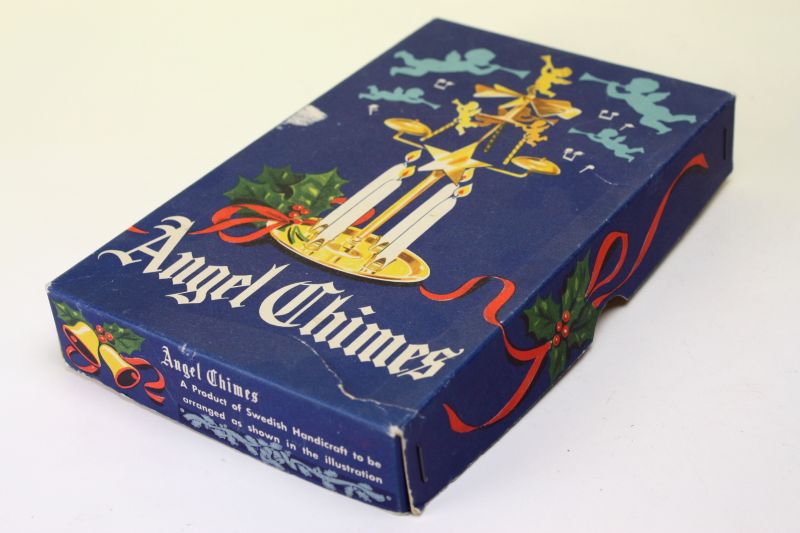 Angel Chimes
Angel Chimes
A Product of Swedish Handicraft to be
arranged as shown in the illustration